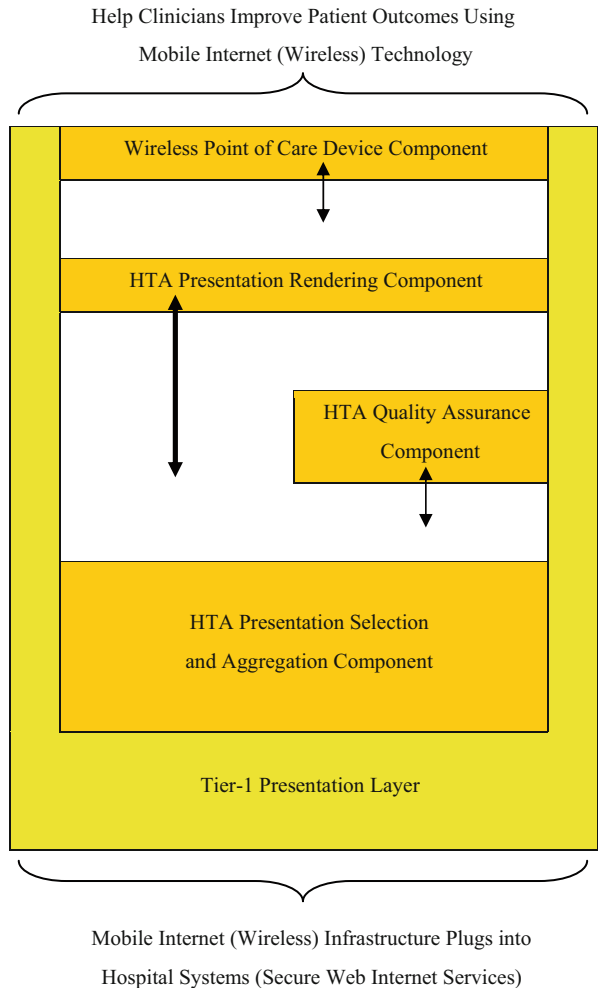 Help Clinicians Improve Patient Outcomes Using
Mobile Internet (Wireless) Technology
Wireless Point of Care Device Component
HTA Presentation Rendering Component
HTA Quality Assurance
Component
HTA Presentation Selection
and Aggregation Component
Tier-1 Presentation Layer
Mobile Internet (Wireless) Infrastructure Plugs into
Hospital Systems (Secure Web Internet Services)